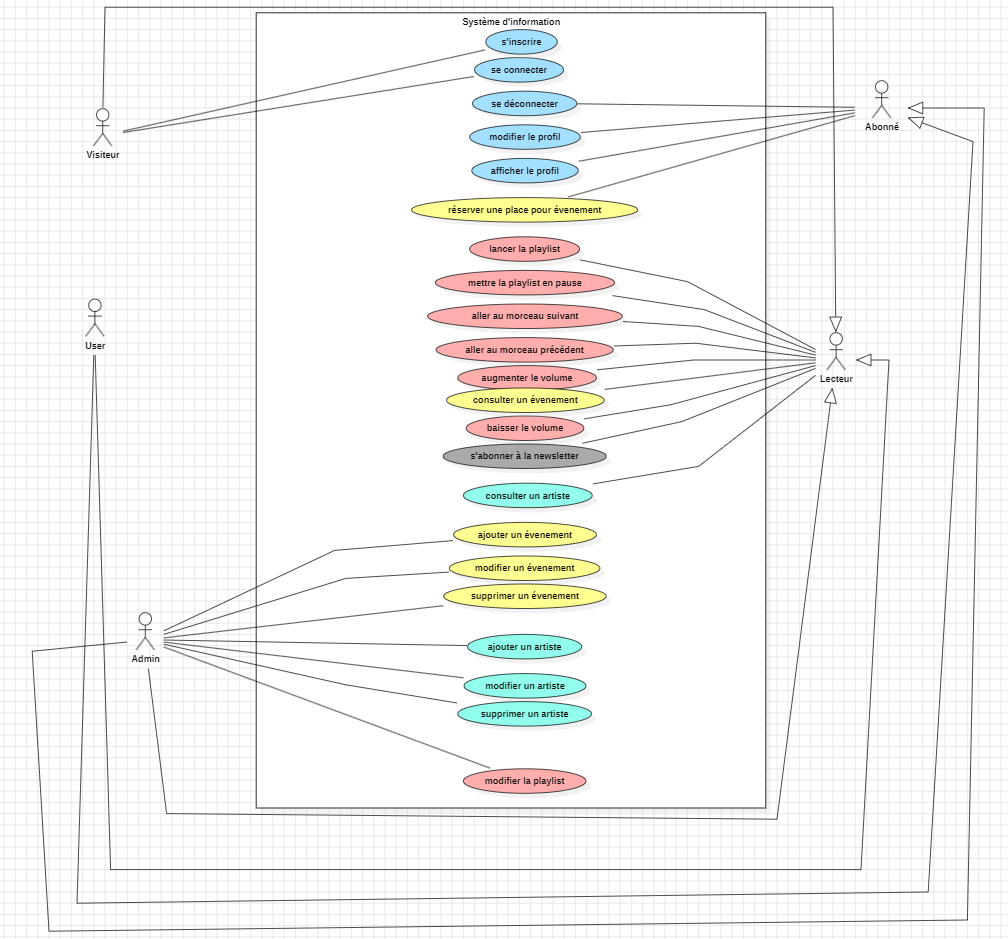 Système d'information
s'inscrire
se connecter
se déconnecter
modifier le profil
afficher le profil
réserver une place pour évenement
lancer la playlist
mettre la playlist en pause
aller au morceau suivant
aller au morceau précédent
augmenter le volume
consulter un évenement
baisser le volume
s'abonner à la newsletter
consulter un artiste
ajouter un évenement
modifier un évenement
supprimer un évenement
ajouter un artiste
modifier un artiste
supprimer un artiste
modifier la playlist
Visiteur
User
Admin
Abonné
Lecteur